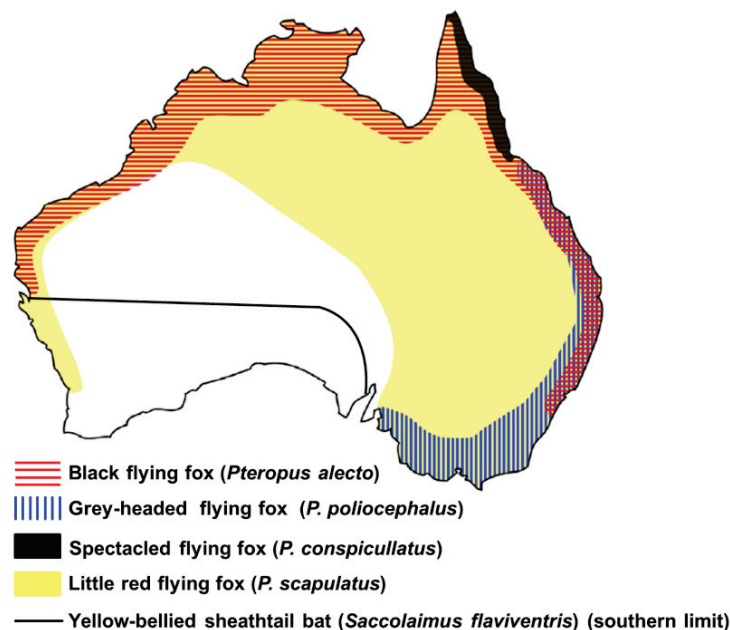 Black flying fox (Pteropus alecto)
Grey-headed flying fox (P. poliocephalus)
Spectacled flying fox (P. conspicullatus)
Little red flying fox (P. scapulatus)
Yellow-bellied sheathtail bat (Saccolaimus flaviventris) (southern limit)